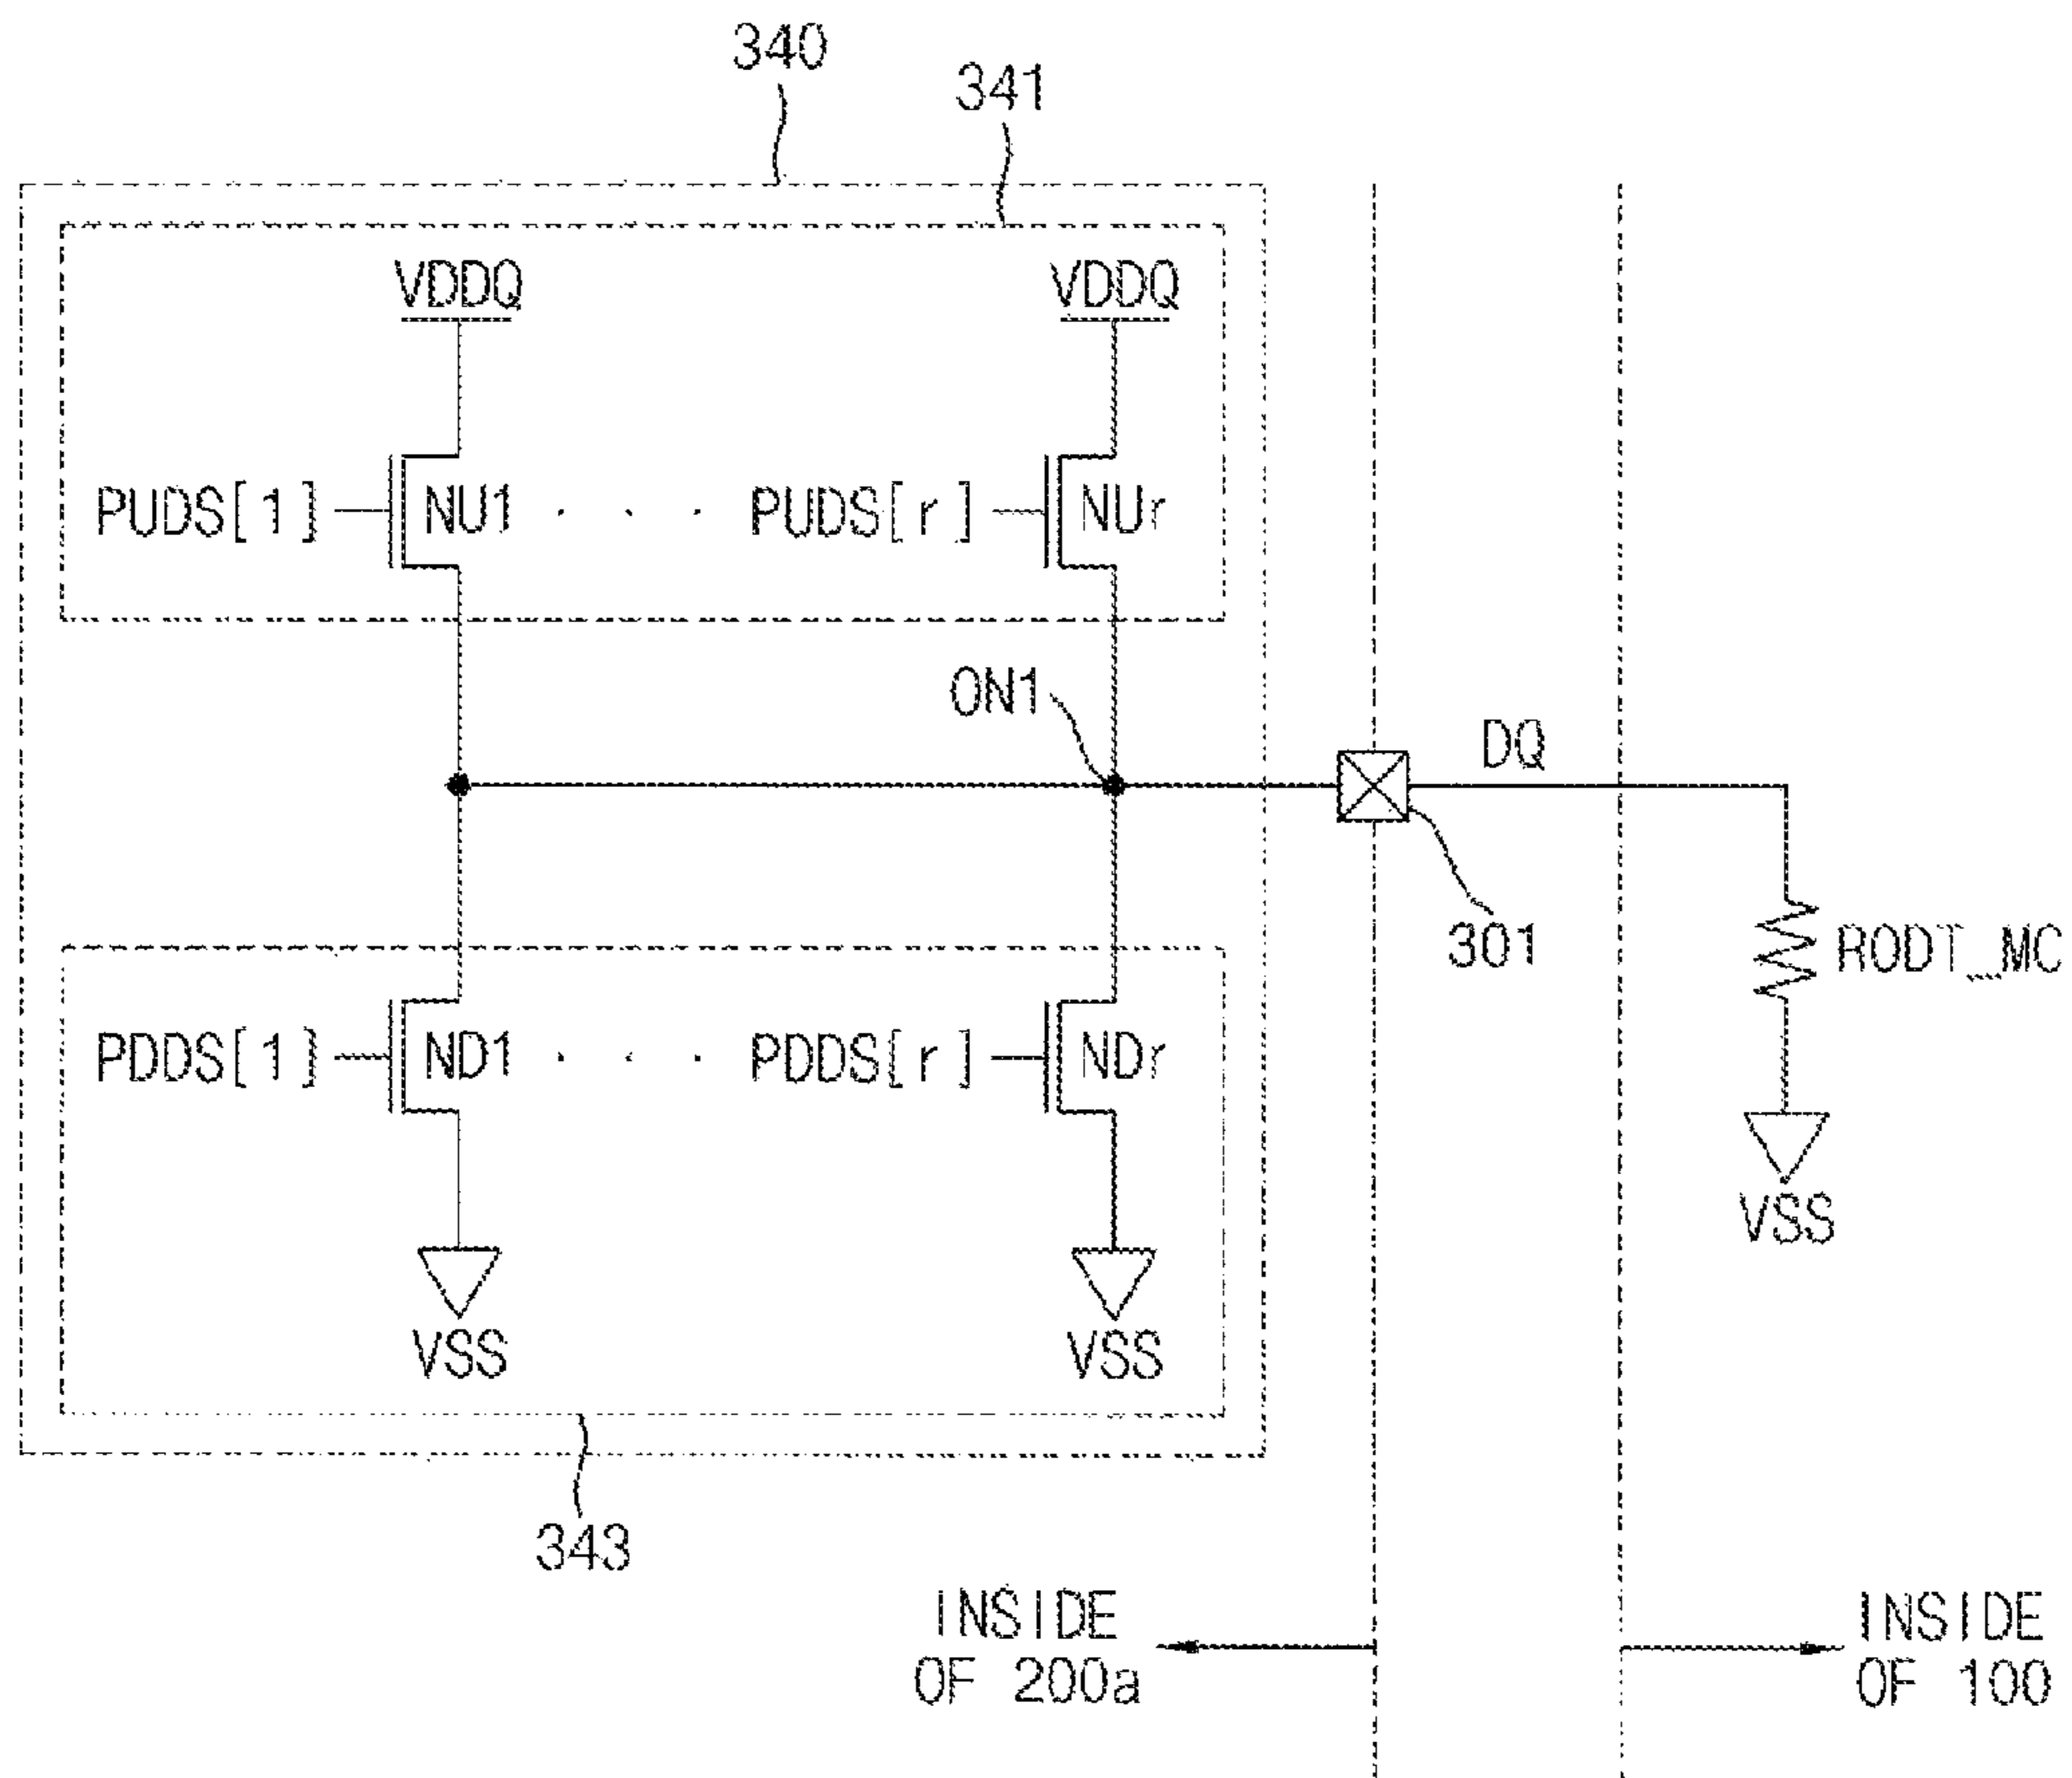 340
341
VDDQ VDDQ
PUDS[1] NU1 . . . PUDS[r] NUr
ON1
DQ
301
RODT_MC
PDDS[1] ND1 . . . PDDS[r] NDr
VSS
VSS VSS
343
INSIDE
OF 200a
INSIDE
OF 100